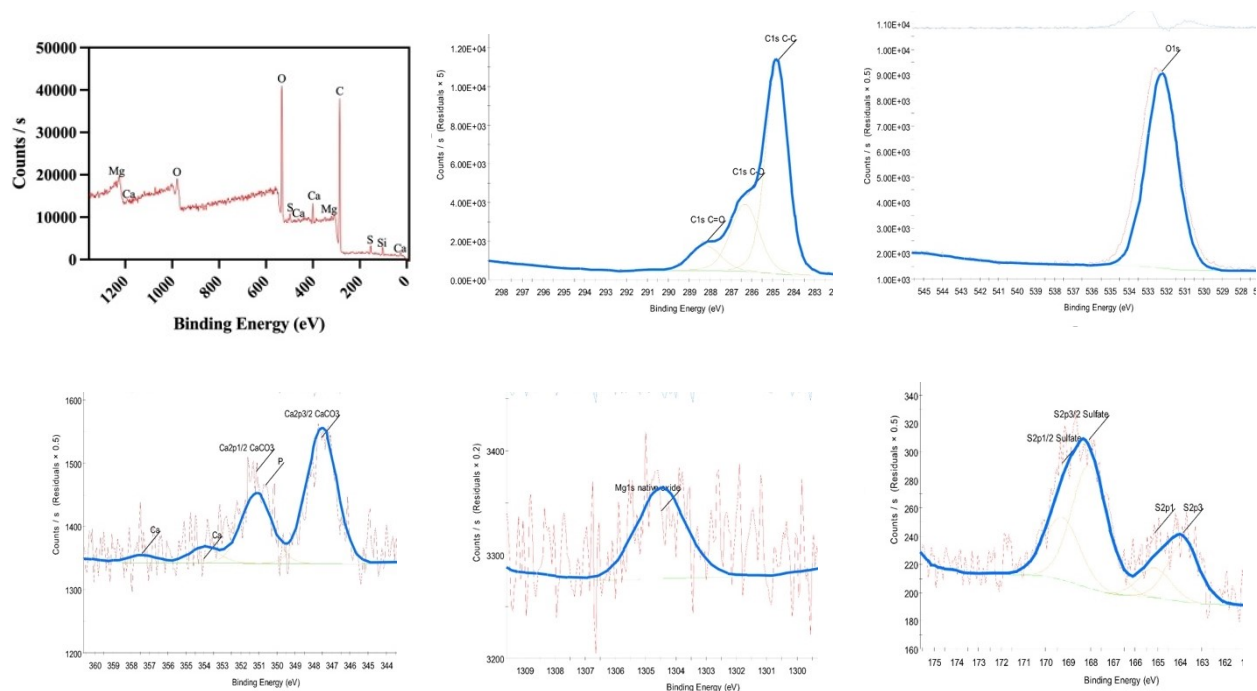 50000
40000
30000
20000
10000
0
Counts / s
Mg
Ca
O
O
C
S
Ca
Ca
Mg
S
Si
Ca
1200
1000
800
600
400
200
0
Binding Energy (eV)
C1s C-C
C1s C-O
C1s C=O
1.20E+04
1.00E+04
8.00E+03
6.00E+03
4.00E+03
2.00E+03
0.00E+00
Counts / s (Residuals × 5)
298 297 296 295 294 293 292 291 290 289 288 287 286 285 284 283
Binding Energy (eV)
O1s
1.10E+04
1.00E+04
9.00E+03
8.00E+03
7.00E+03
6.00E+03
5.00E+03
4.00E+03
3.00E+03
2.00E+03
1.00E+03
Counts / s (Residuals × 0.5)
545 544 543 542 541 540 539 538 537 536 535 534 533 532 531 530 529 528
Binding Energy (eV)
Ca2p3/2 CaCO3
Ca2p1/2 CaCO3
P
Ca
Ca
1600
1500
1400
1300
1200
Counts / s (Residuals × 0.5)
360 359 358 357 356 355 354 353 352 351 350 349 348 347 346 345 344
Binding Energy (eV)
Mg1s native oxide
3400
3300
3200
Counts / s (Residuals × 0.2)
1309 1308 1307 1306 1305 1304 1303 1302 1301 1300
Binding Energy (eV)
S2p3/2 Sulfate
S2p1/2 Sulfate
S2p1
S2p3
340
320
300
280
260
240
220
200
180
160
Counts / s (Residuals × 0.5)
175 174 173 172 171 170 169 168 167 166 165 164 163 162
Binding Energy (eV)